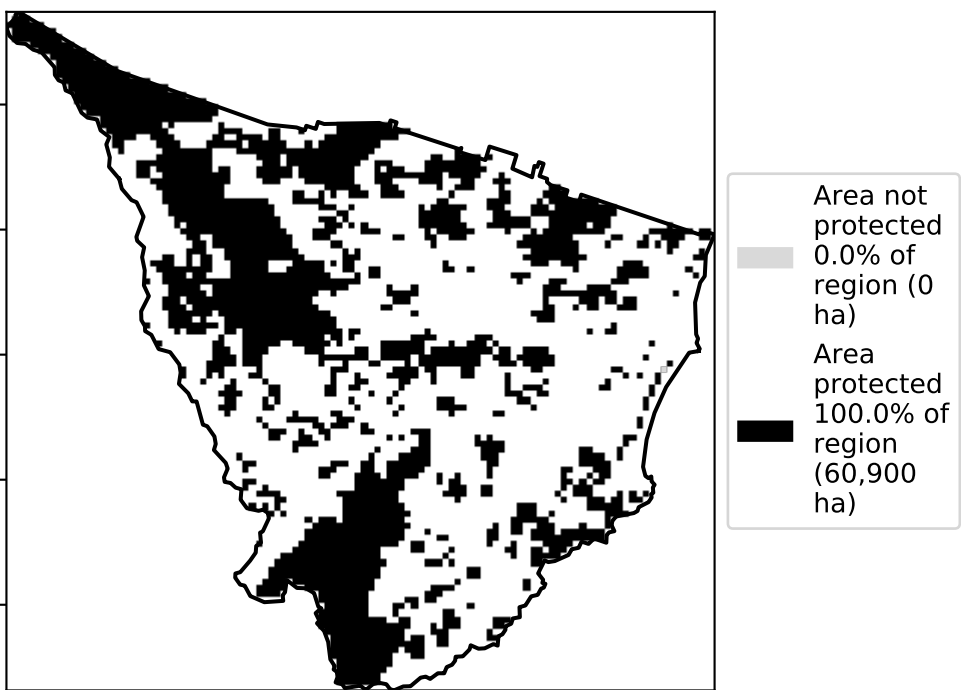 Area not
protected
0.0% of
region (0
ha)
Area
protected
100.0% of
region
(60,900
ha)